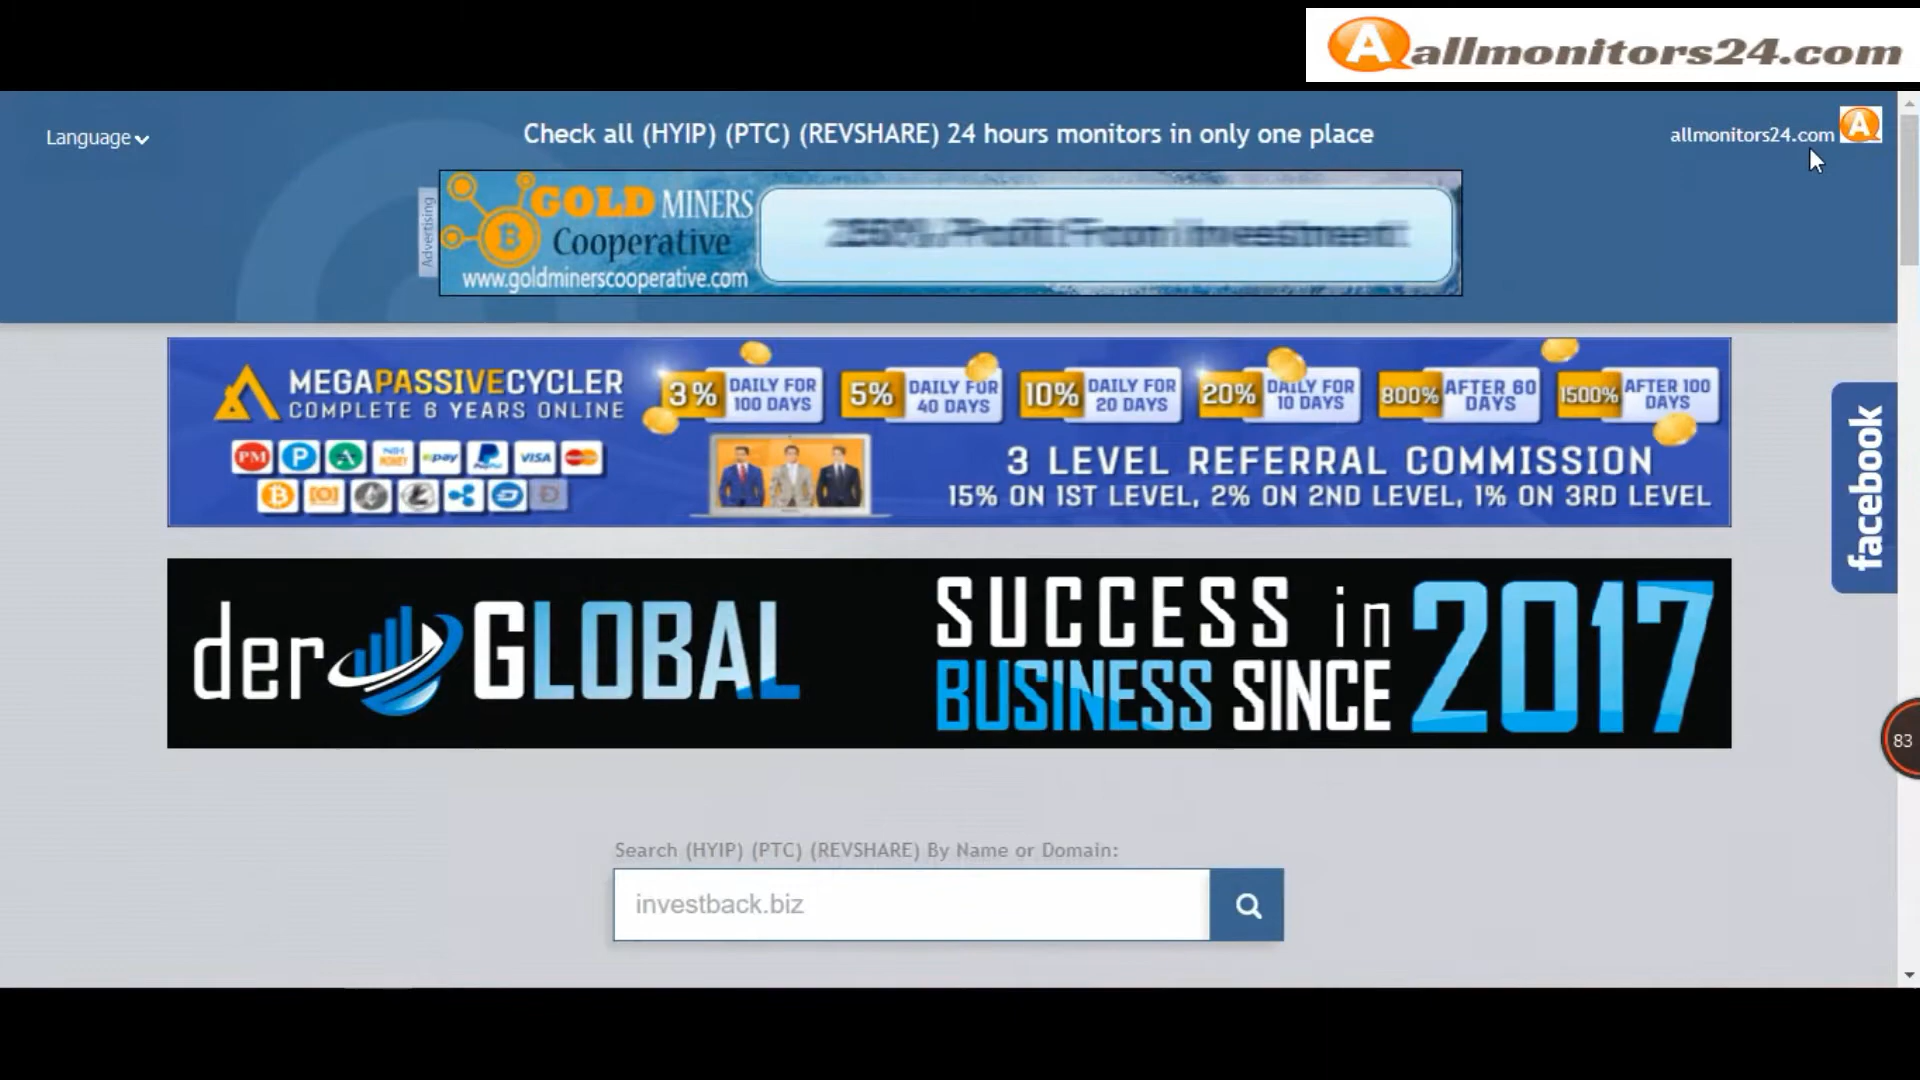 allmonitors24.com
Language
Check all (HYIP) (PTC) (REVSHARE) 24 hours monitors in only one place
allmonitors24.com
Advertising
GOLD MINERS
Cooperative
www.goldminerscooperative.com
MEGAPASSIVECYCLER
COMPLETE 6 YEARS ONLINE
3% DAILY FOR 100 DAYS
5% DAILY FOR 40 DAYS
10% DAILY FOR 20 DAYS
20% DAILY FOR 10 DAYS
800% AFTER 60 DAYS
1500% AFTER 100 DAYS
PM
NIH MONEY
epay
PayPal
VISA
3 LEVEL REFERRAL COMMISSION
15% ON 1ST LEVEL, 2% ON 2ND LEVEL, 1% ON 3RD LEVEL
facebook
der GLOBAL
SUCCESS in
BUSINESS SINCE 2017
83
Search (HYIP) (PTC) (REVSHARE) By Name or Domain:
investback.biz